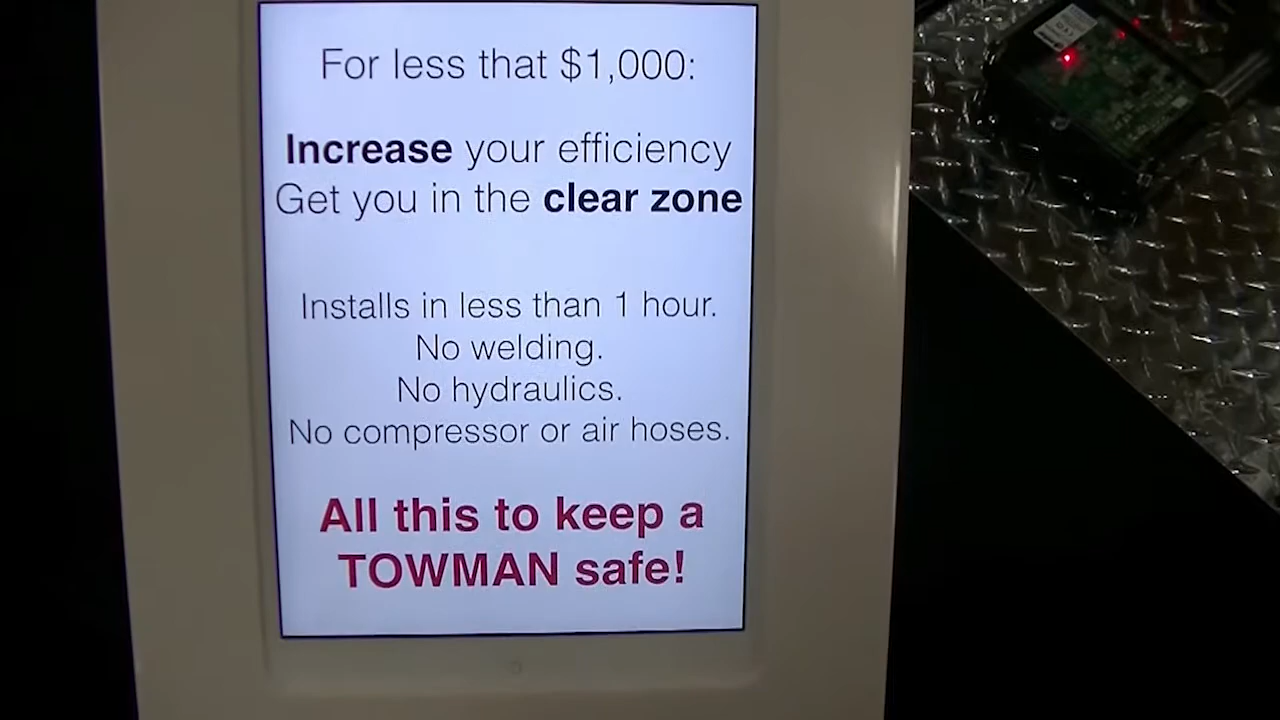 For less that $1,000:
Increase your efficiency
Get you in the clear zone
Installs in less than 1 hour.
No welding.
No hydraulics.
No compressor or air hoses.
All this to keep a
TOWMAN safe!